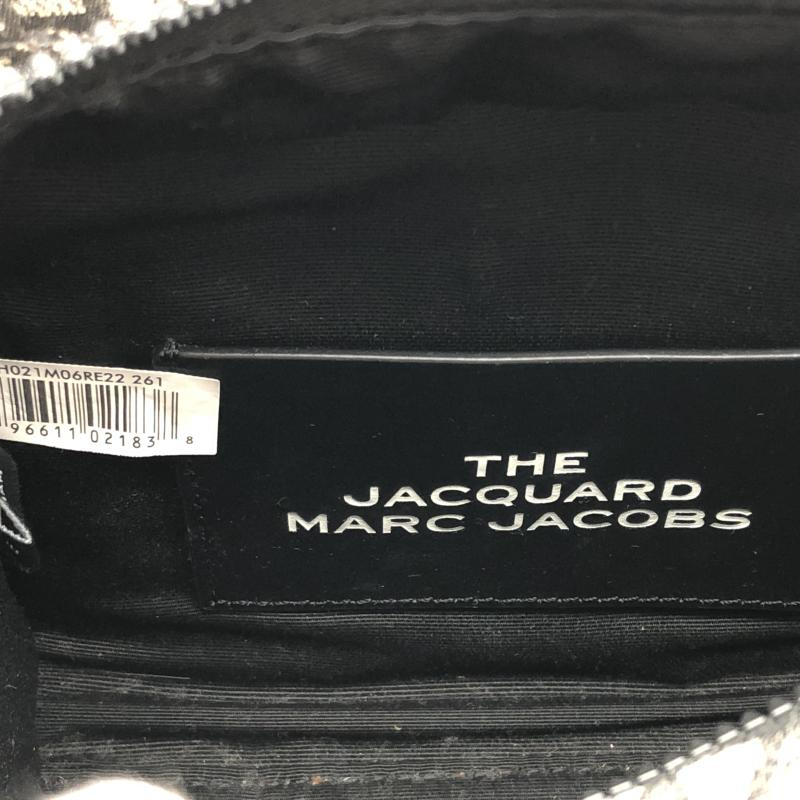 H021M06RE22 261
96611 02183 8
THE
JACQUARD
MARC JACOBS